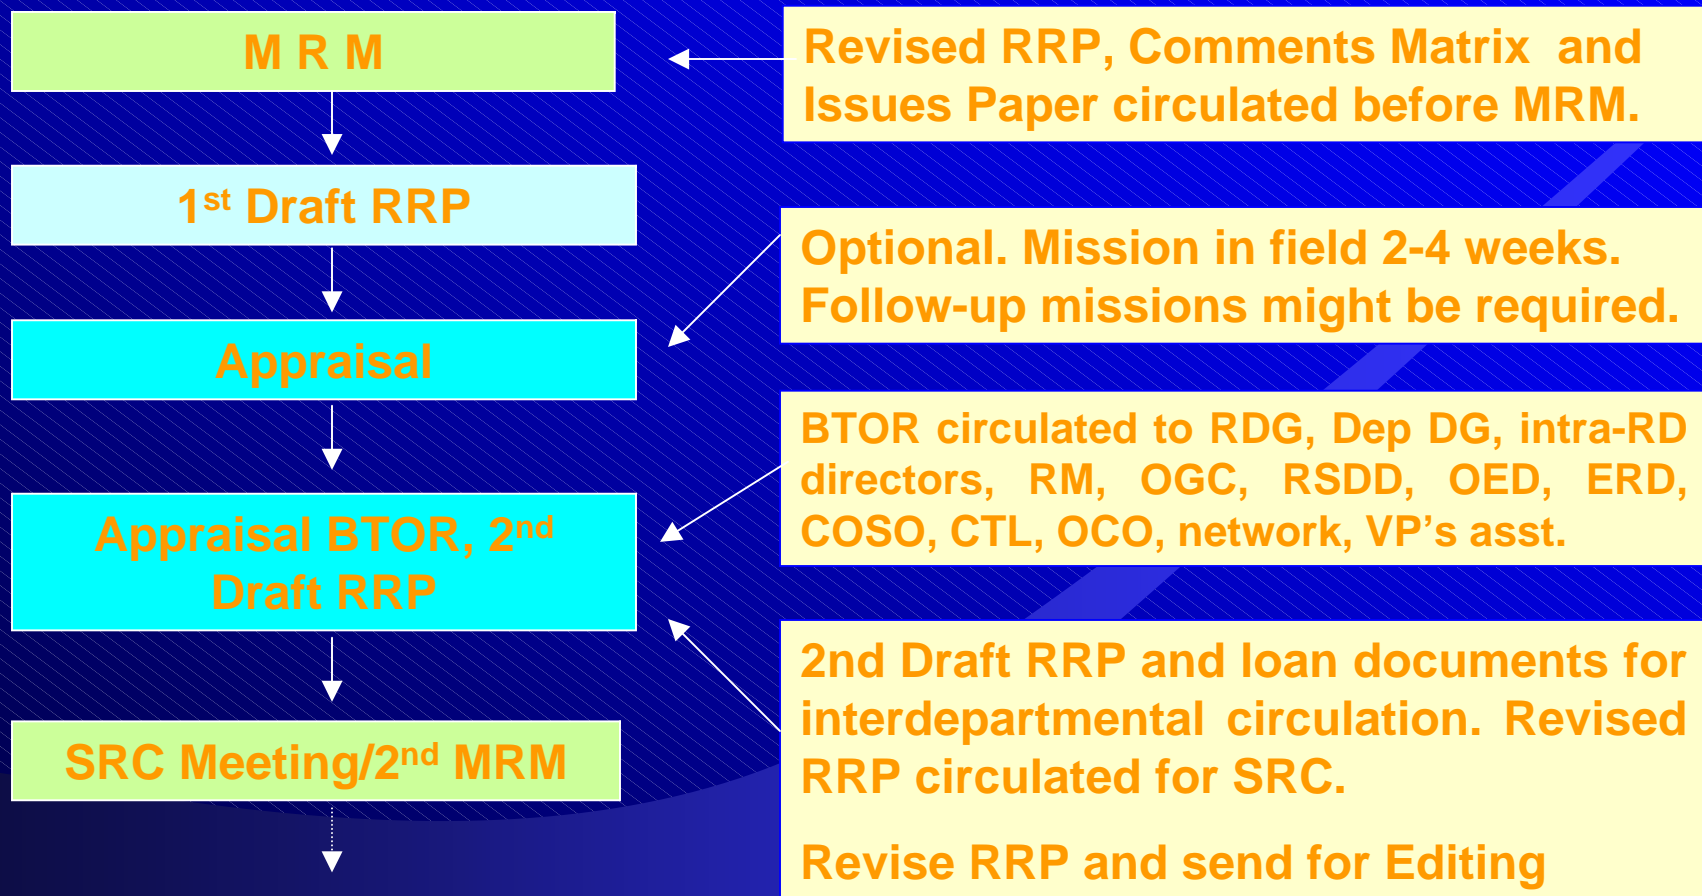 M R M
Revised RRP, Comments Matrix and
Issues Paper circulated before MRM.
1st Draft RRP
Optional. Mission in field 2-4 weeks.
Follow-up missions might be required.
Appraisal
BTOR circulated to RDG, Dep DG, intra-RD
directors, RM, OGC, RSDD, OED, ERD,
COSO, CTL, OCO, network, VP’s asst.
Appraisal BTOR, 2nd
Draft RRP
2nd Draft RRP and loan documents for
interdepartmental circulation. Revised
RRP circulated for SRC.
Revise RRP and send for Editing
SRC Meeting/2nd MRM